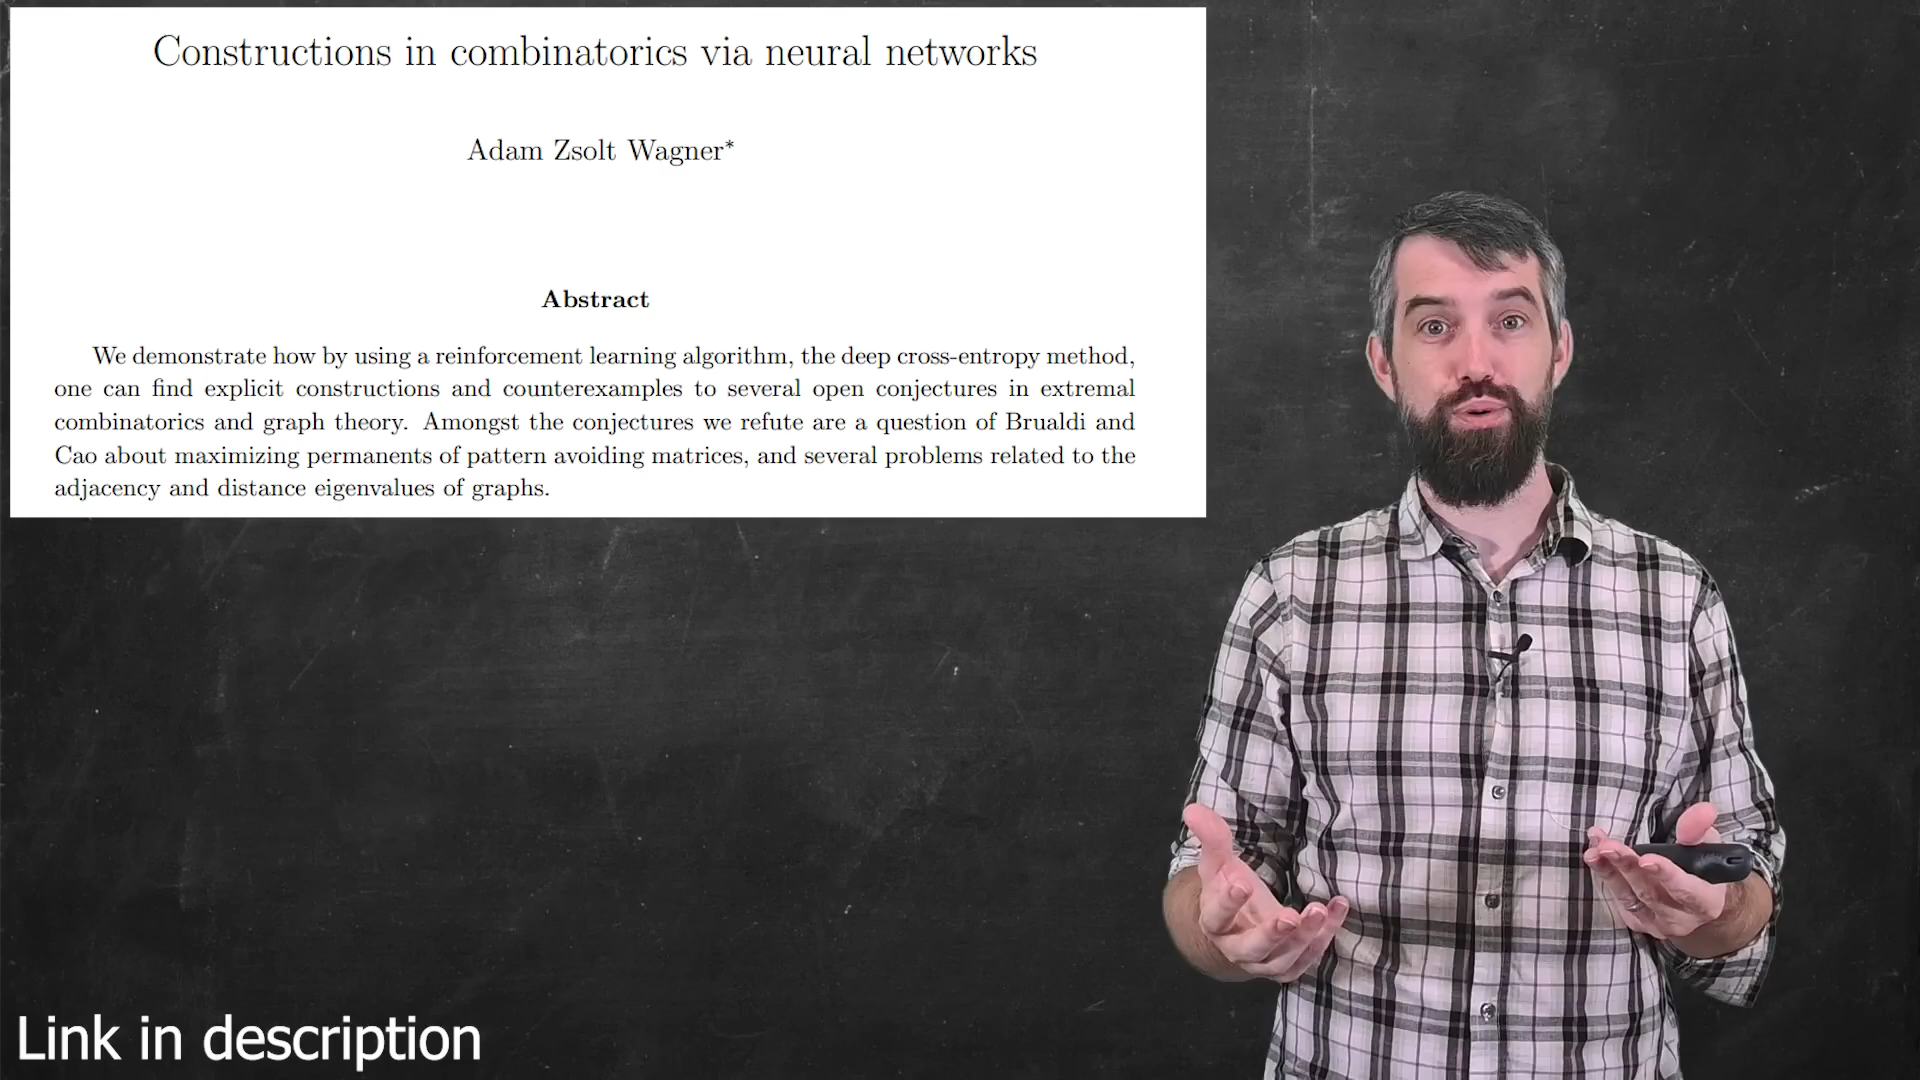 Constructions in combinatorics via neural networks
Adam Zsolt Wagner*
Abstract
We demonstrate how by using a reinforcement learning algorithm, the deep cross-entropy method,
one can find explicit constructions and counterexamples to several open conjectures in extremal
combinatorics and graph theory. Amongst the conjectures we refute are a question of Brualdi and
Cao about maximizing permanents of pattern avoiding matrices, and several problems related to the
adjacency and distance eigenvalues of graphs.
Link in description